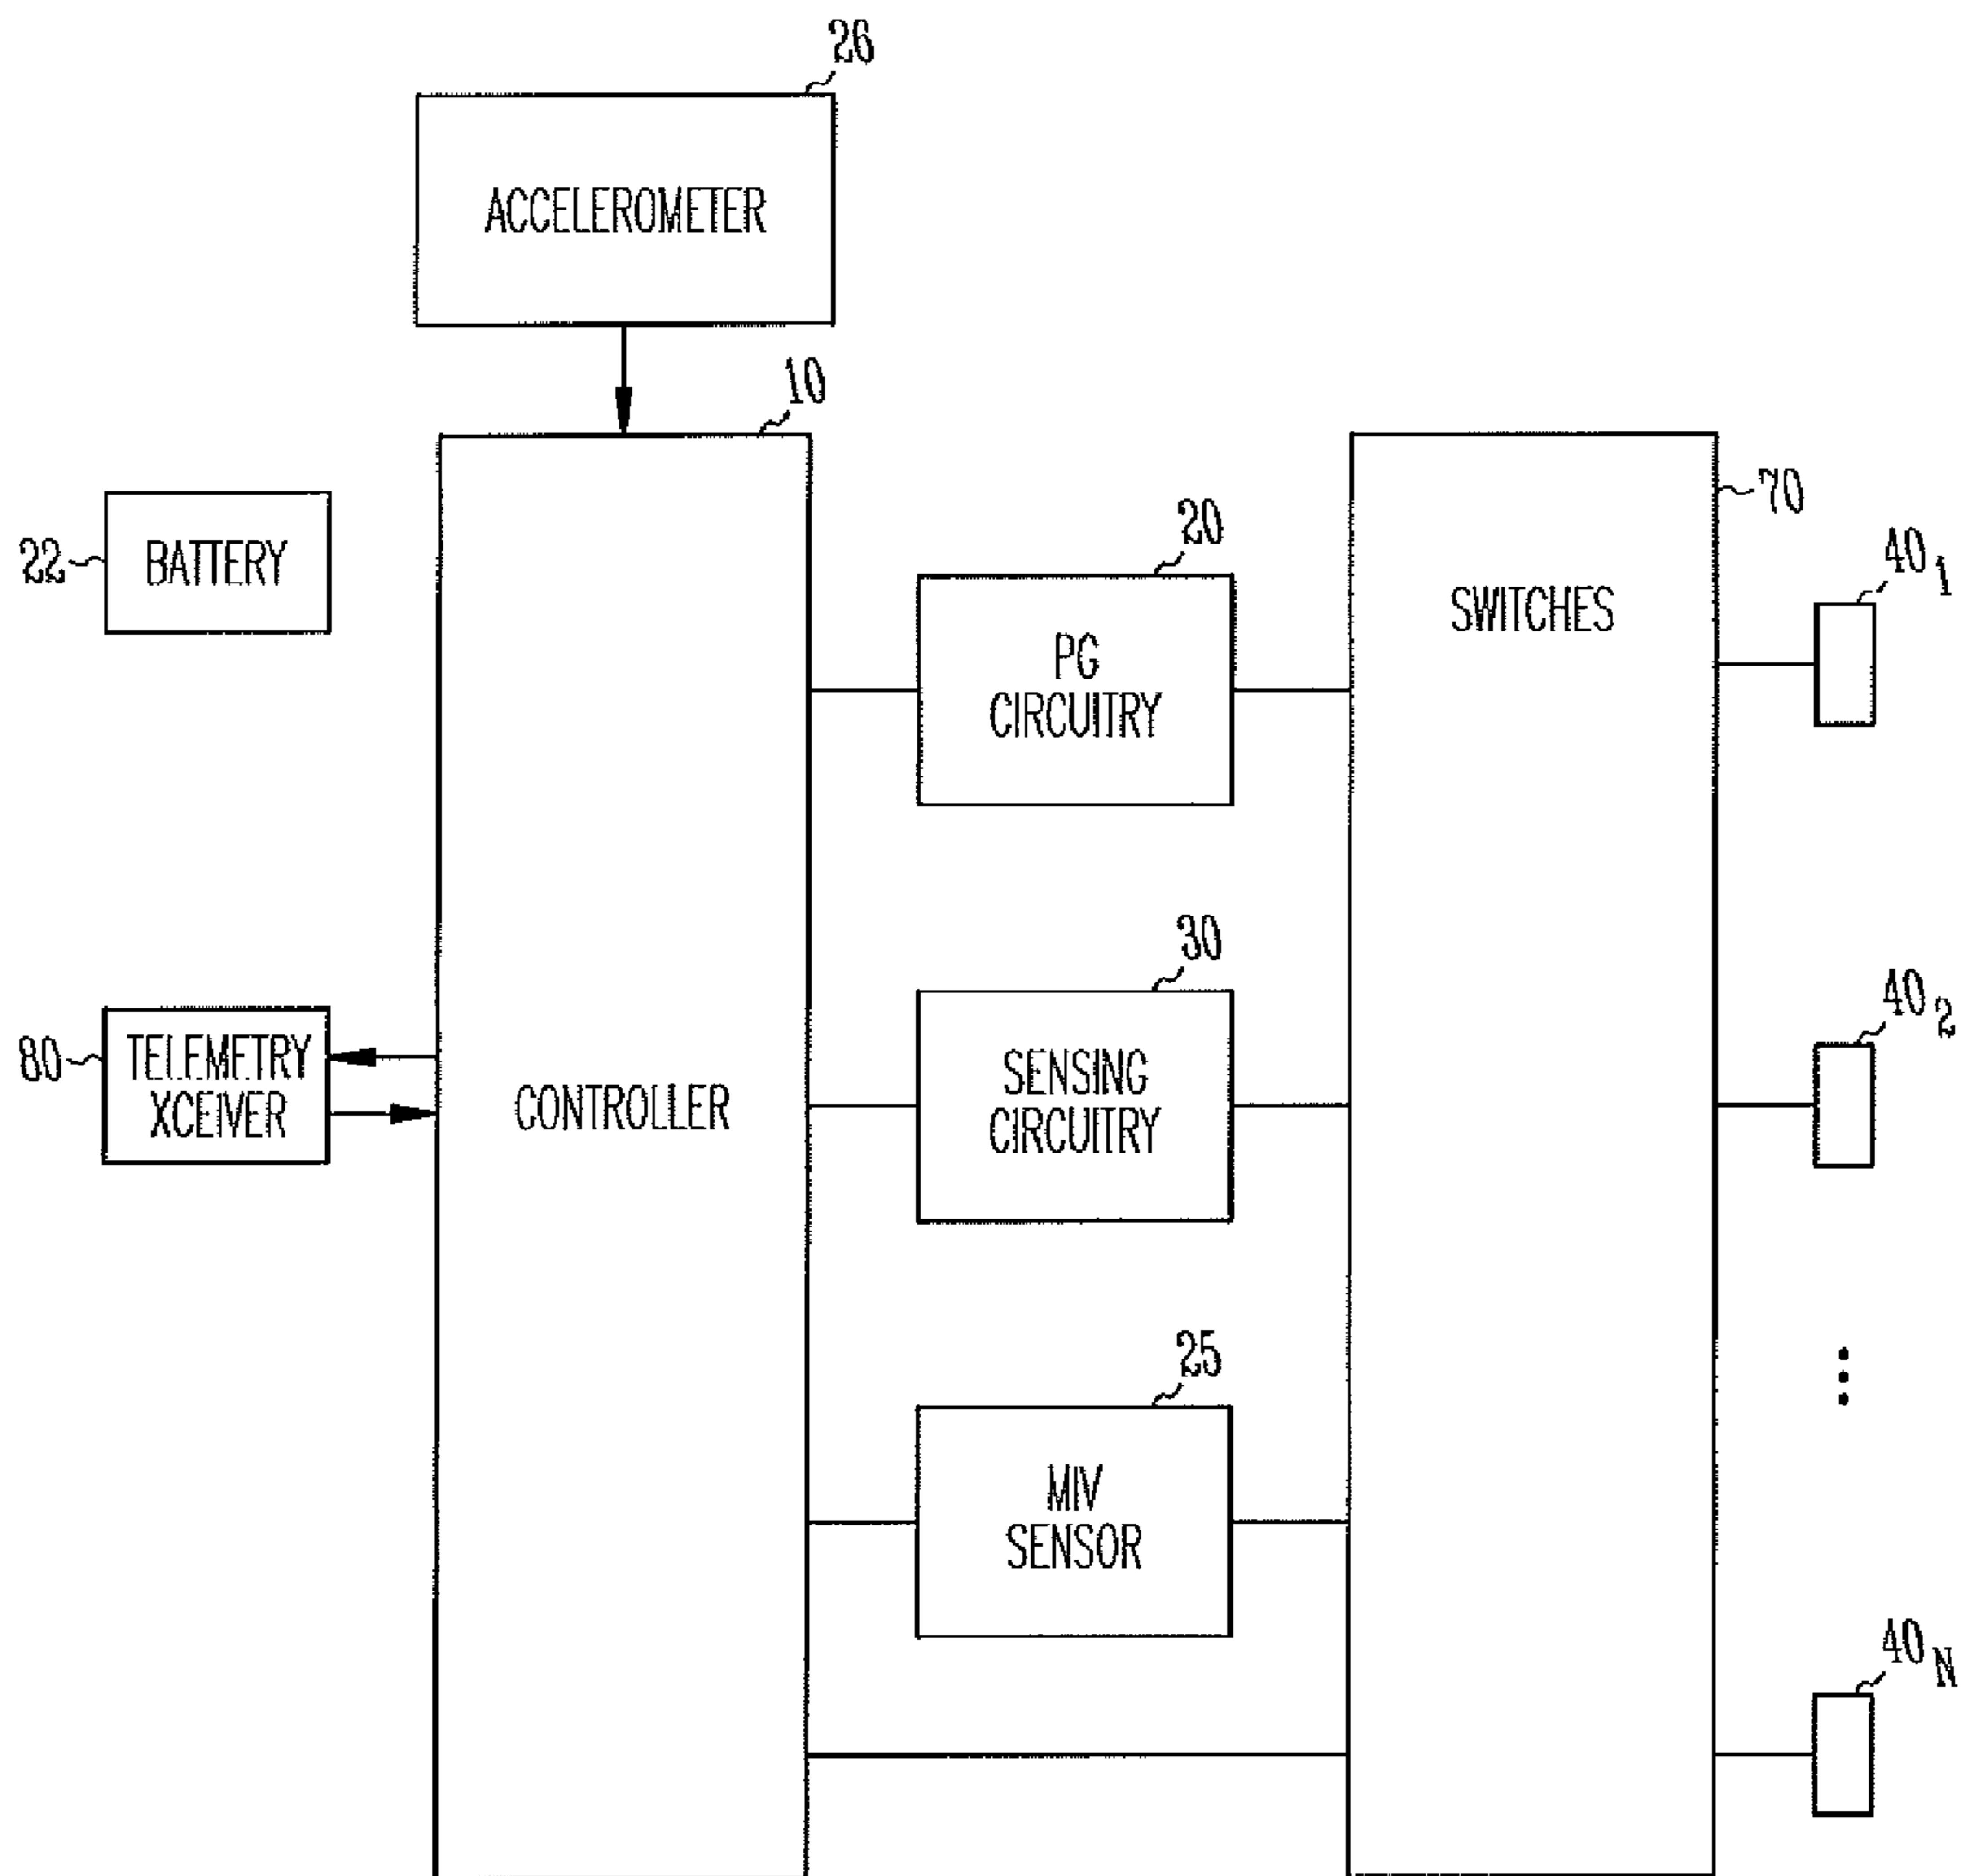 26
ACCELEROMETER
10
22
BATTERY
20
PG
CIRCUITRY
70
SWITCHES
40 1
80
TELEMETRY
XCEIVER
CONTROLLER
30
SENSING
CIRCUITRY
40 2
25
MIV
SENSOR
40 N